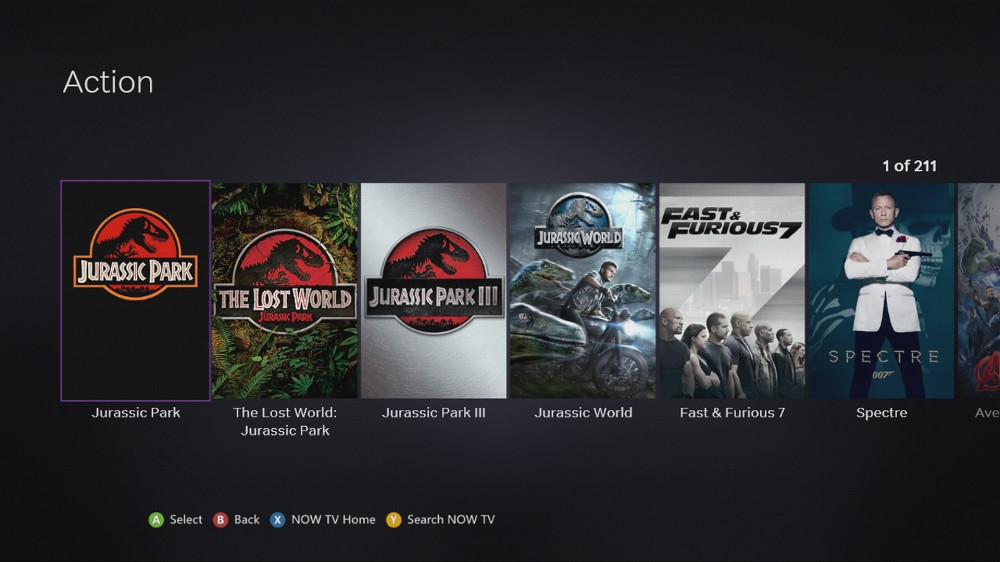 Action
1 of 211
JURASSIC PARK
THE LOST WORLD
JURASSIC PARK
JURASSIC PARK III
JURASSIC WORLD
FAST &
FURIOUS 7
SPECTRE
007
Jurassic Park
The Lost World:
Jurassic Park
Jurassic Park III
Jurassic World
Fast & Furious 7
Spectre
Ave
A Select B Back X NOW TV Home Y Search NOW TV